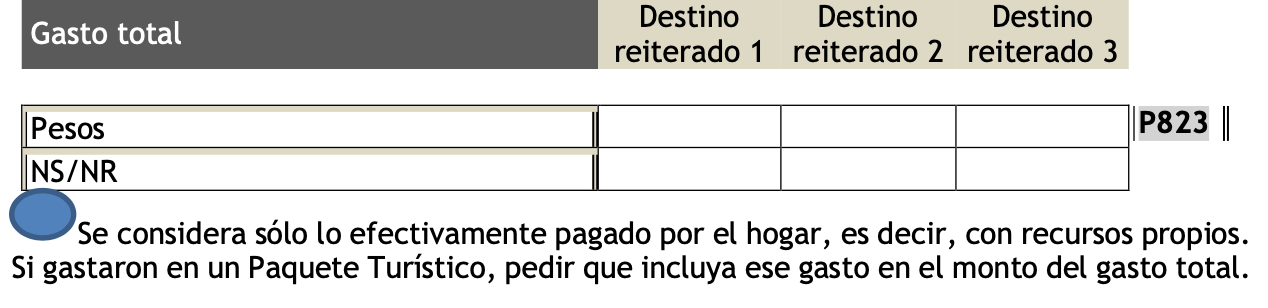 Gasto total
Destino reiterado 1
Destino reiterado 2
Destino reiterado 3
Pesos
P823
NS/NR
Se considera sólo lo efectivamente pagado por el hogar, es decir, con recursos propios.
Si gastaron en un Paquete Turístico, pedir que incluya ese gasto en el monto del gasto total.